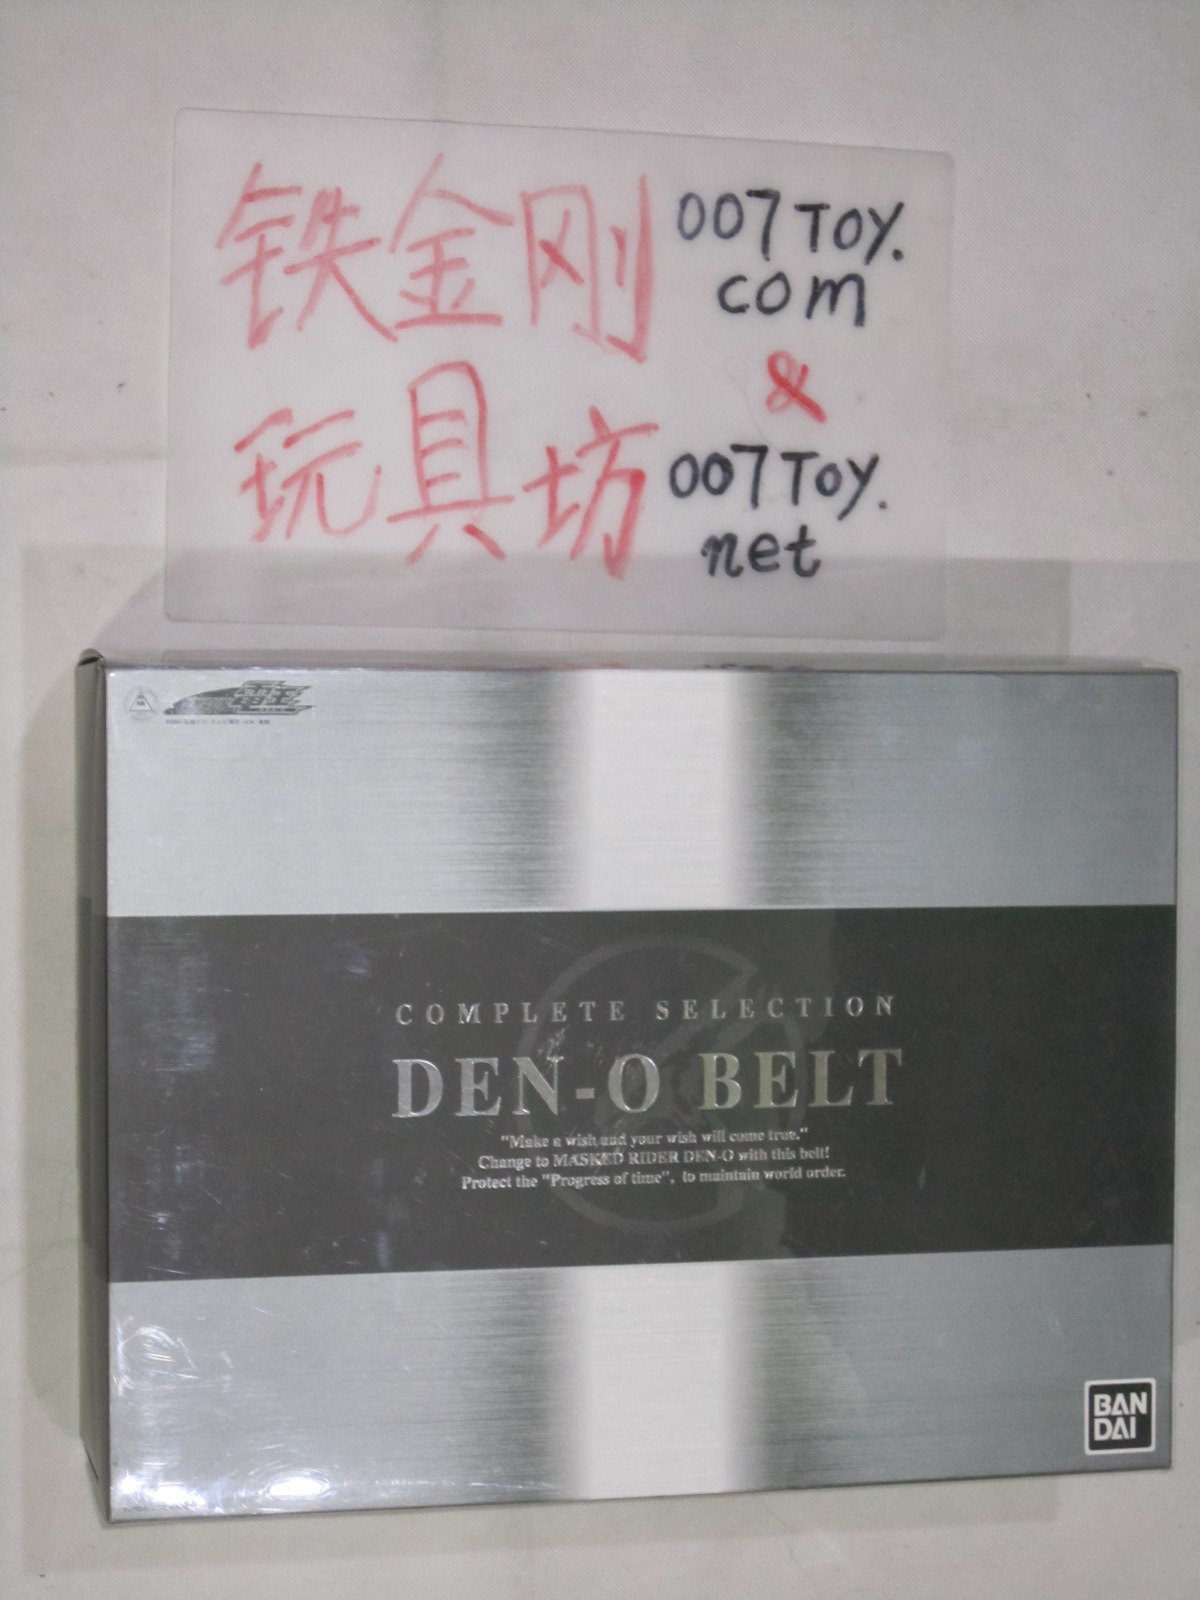 铁金刚
玩具坊
007Toy.
com
&
007Toy.
net
電王
COMPLETE SELECTION
DEN-O BELT
"Make a wish and your wish will come true."
Change to MASKED RIDER DEN-O with this belt!
Protect the "Progress of time", to maintain world order.
BAN
DAI